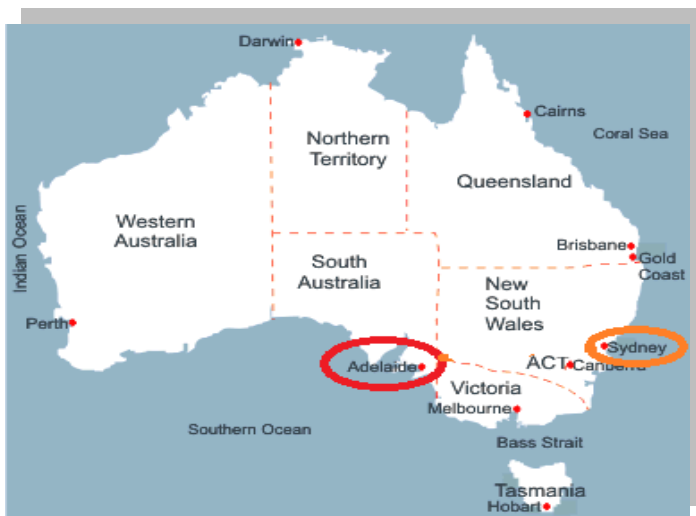 Darwin
Cairns
Coral Sea
Northern
Territory
Queensland
Western
Australia
Indian Ocean
Brisbane
Gold
Coast
South
Australia
New
South
Wales
Perth
Sydney
Adelaide
ACT
Canberra
Victoria
Melbourne
Southern Ocean
Bass Strait
Tasmania
Hobart